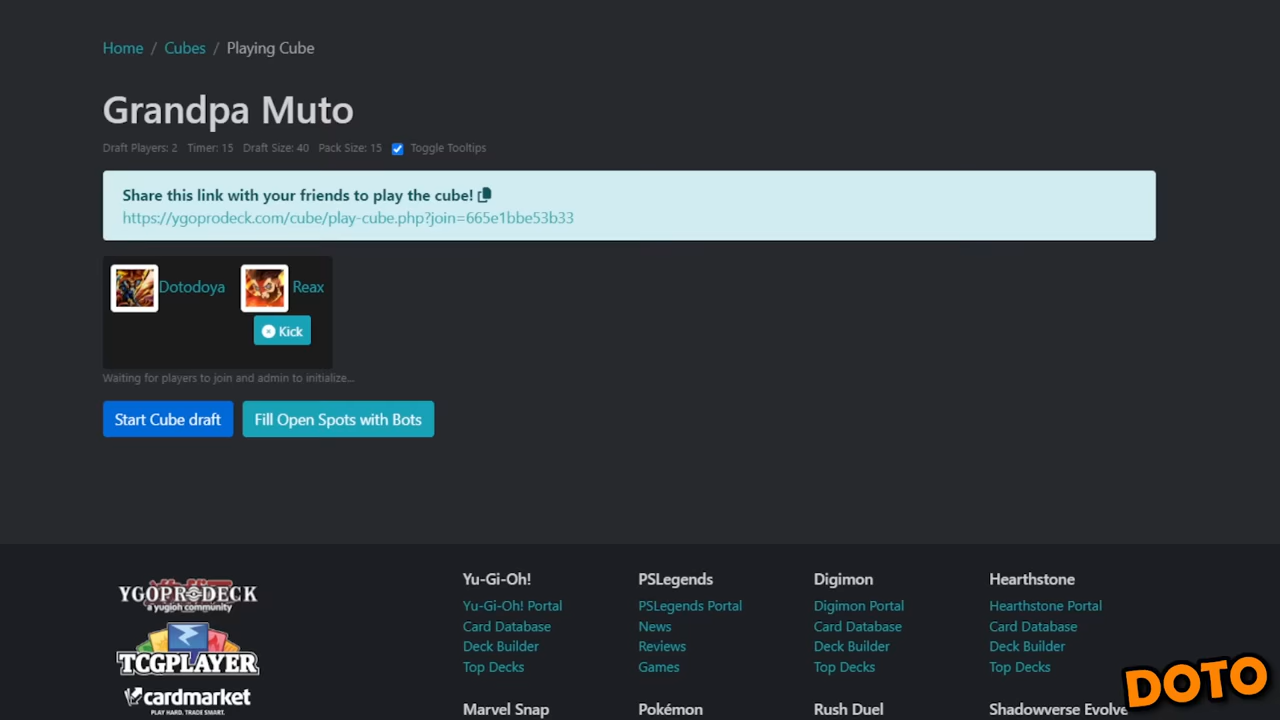 Home / Cubes / Playing Cube
Grandpa Muto
Draft Players: 2 Timer: 15 Draft Size: 40 Pack Size: 15 Toggle Tooltips
Share this link with your friends to play the cube!
https://ygoprodeck.com/cube/play-cube.php?join=665e1bbe53b33
Dotodoya Reax
Kick
Waiting for players to join and admin to initialize...
Start Cube draft Fill Open Spots with Bots
YGOPRODECK
a yugioh community
TCGPLAYER
cardmarket
PLAY HARD. TRADE SMART.
Yu-Gi-Oh!
Yu-Gi-Oh! Portal
Card Database
Deck Builder
Top Decks
Marvel Snap
PSLegends
PSLegends Portal
News
Reviews
Games
Pokémon
Digimon
Digimon Portal
Card Database
Deck Builder
Top Decks
Rush Duel
Hearthstone
Hearthstone Portal
Card Database
Deck Builder
Top Decks
Shadowverse Evolve
DOTO